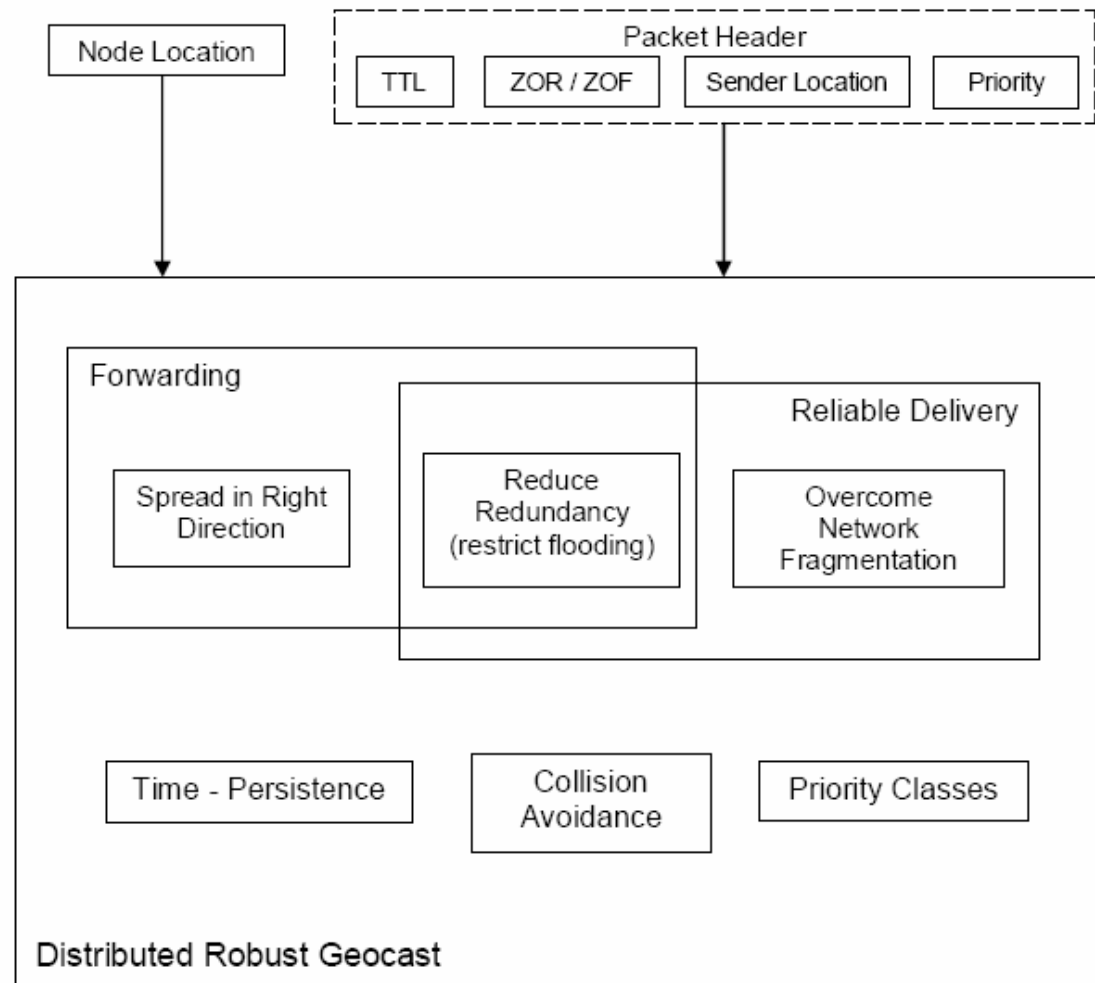 Node Location
Packet Header
TTL
ZOR / ZOF
Sender Location
Priority
Forwarding
Reliable Delivery
Spread in Right
Direction
Reduce
Redundancy
(restrict flooding)
Overcome
Network
Fragmentation
Time - Persistence
Collision
Avoidance
Priority Classes
Distributed Robust Geocast